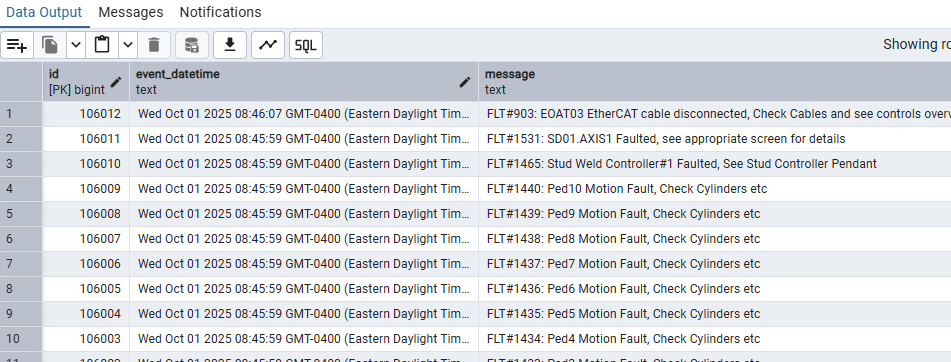 Data Output Messages Notifications
SQL Showing
id event_datetime message
[PK] bigint text text
1 106012 Wed Oct 01 2025 08:46:07 GMT-0400 (Eastern Daylight Tim... FLT#903: EOAT03 EtherCAT cable disconnected, Check Cables and see controls
2 106011 Wed Oct 01 2025 08:45:59 GMT-0400 (Eastern Daylight Tim... FLT#1531: SD01.AXIS1 Faulted, see appropriate screen for details
3 106010 Wed Oct 01 2025 08:45:59 GMT-0400 (Eastern Daylight Tim... FLT#1465: Stud Weld Controller#1 Faulted, See Stud Controller Pendant
4 106009 Wed Oct 01 2025 08:45:59 GMT-0400 (Eastern Daylight Tim... FLT#1440: Ped10 Motion Fault, Check Cylinders etc
5 106008 Wed Oct 01 2025 08:45:59 GMT-0400 (Eastern Daylight Tim... FLT#1439: Ped9 Motion Fault, Check Cylinders etc
6 106007 Wed Oct 01 2025 08:45:59 GMT-0400 (Eastern Daylight Tim... FLT#1438: Ped8 Motion Fault, Check Cylinders etc
7 106006 Wed Oct 01 2025 08:45:59 GMT-0400 (Eastern Daylight Tim... FLT#1437: Ped7 Motion Fault, Check Cylinders etc
8 106005 Wed Oct 01 2025 08:45:59 GMT-0400 (Eastern Daylight Tim... FLT#1436: Ped6 Motion Fault, Check Cylinders etc
9 106004 Wed Oct 01 2025 08:45:59 GMT-0400 (Eastern Daylight Tim... FLT#1435: Ped5 Motion Fault, Check Cylinders etc
10 106003 Wed Oct 01 2025 08:45:59 GMT-0400 (Eastern Daylight Tim... FLT#1434: Ped4 Motion Fault, Check Cylinders etc